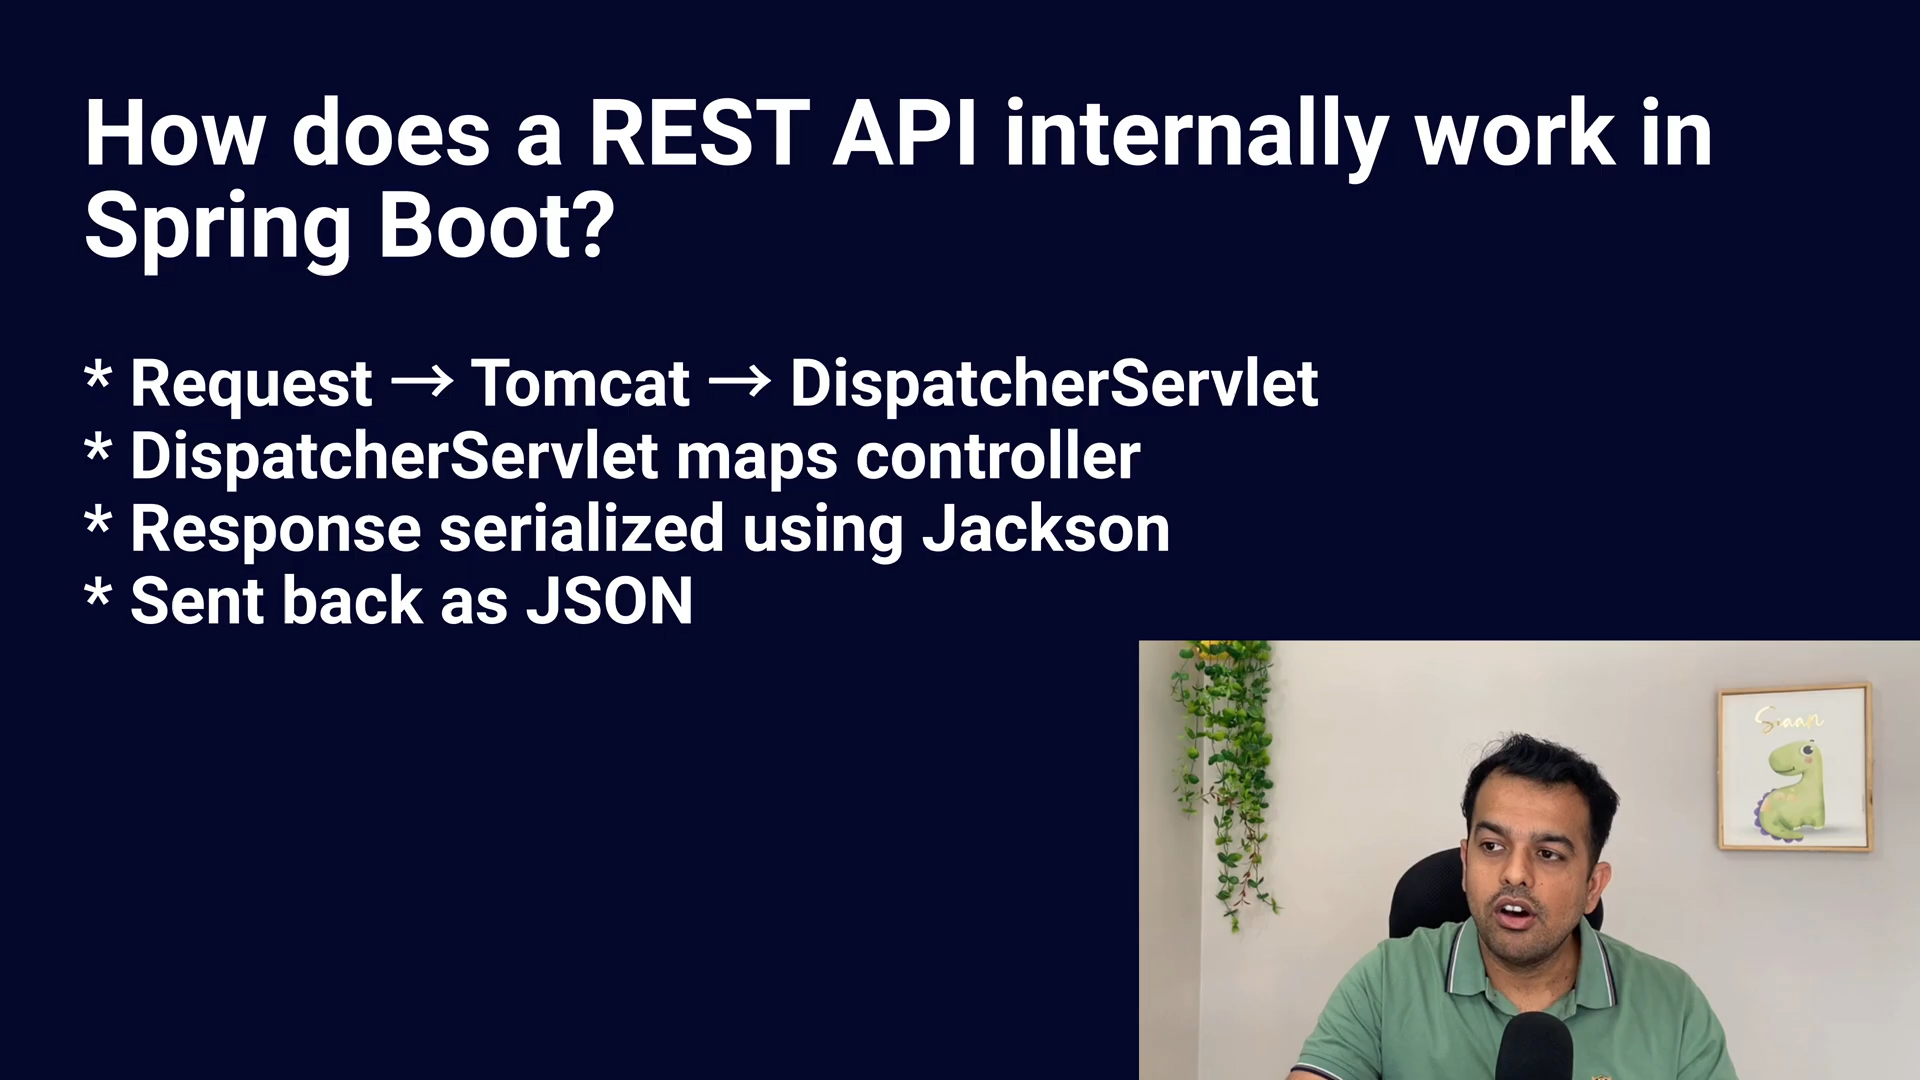 How does a REST API internally work in
Spring Boot?
* Request → Tomcat → DispatcherServlet
* DispatcherServlet maps controller
* Response serialized using Jackson
* Sent back as JSON